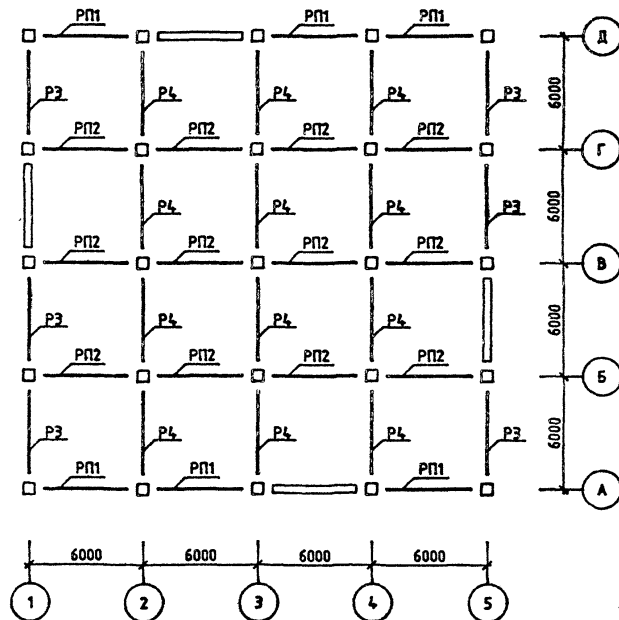 РП1 РП1 РП1 Д
Р3 Р4 Р4 Р4 Р3 6000
РП2 РП2 РП2 РП2 Г
Р4 Р4 Р4 Р3 6000
РП2 РП2 РП2 РП2 В
Р3 Р4 Р4 Р4 6000
РП2 РП2 РП2 РП2 Б
Р3 Р4 Р4 Р4 Р3 6000
РП1 РП1 РП1 А
6000 6000 6000 6000
1 2 3 4 5